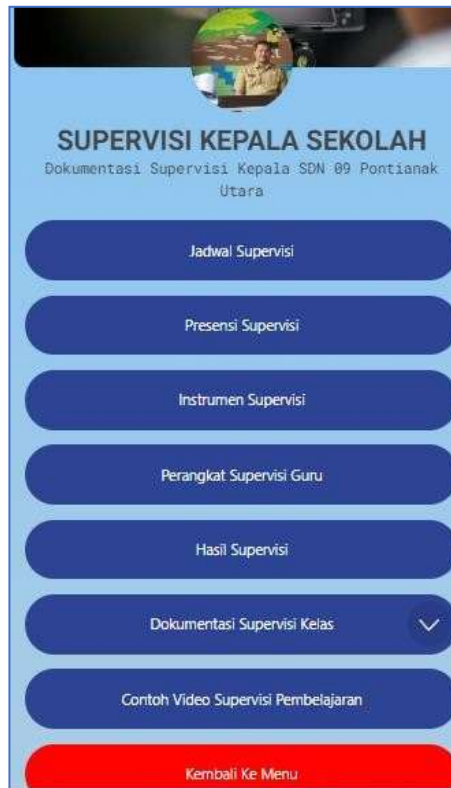 SUPERVISI KEPALA SEKOLAH
Dokumentasi Supervisi Kepala SDN 09 Pontianak
Utara
Jadwal Supervisi
Presensi Supervisi
Instrumen Supervisi
Perangkat Supervisi Guru
Hasil Supervisi
Dokumentasi Supervisi Kelas
Contoh Video Supervisi Pembelajaran
Kembali Ke Menu